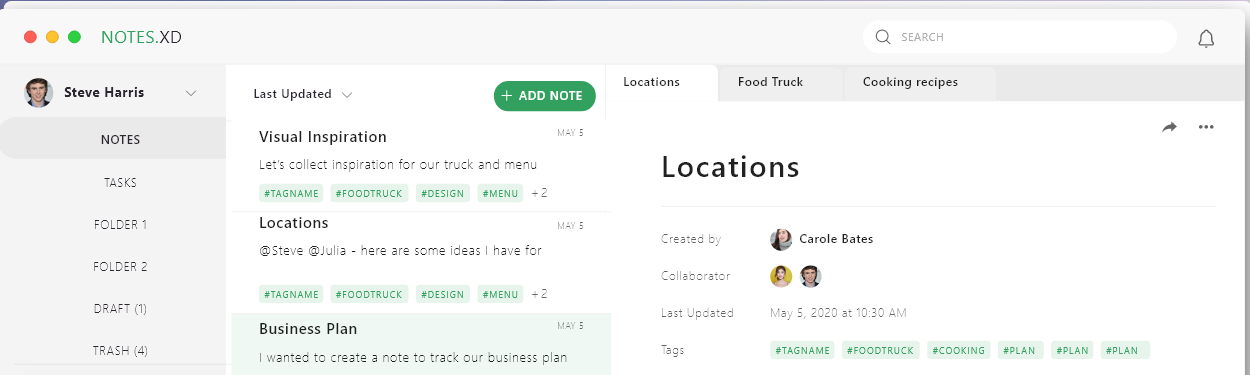 NOTES.XD
SEARCH
Steve Harris
NOTES
TASKS
FOLDER 1
FOLDER 2
DRAFT (1)
TRASH (4)
Last Updated
+ ADD NOTE
Visual Inspiration
MAY 5
Let's collect inspiration for our truck and menu
#TAGNAME #FOODTRUCK #DESIGN #MENU +2
Locations
MAY 5
@Steve @Julia - here are some ideas I have for
#TAGNAME #FOODTRUCK #DESIGN #MENU +2
Business Plan
MAY 5
I wanted to create a note to track our business plan
Locations
Food Truck
Cooking recipes
Locations
Created by Carole Bates
Collaborator
Last Updated May 5, 2020 at 10:30 AM
Tags #TAGNAME #FOODTRUCK #COOKING #PLAN #PLAN #PLAN